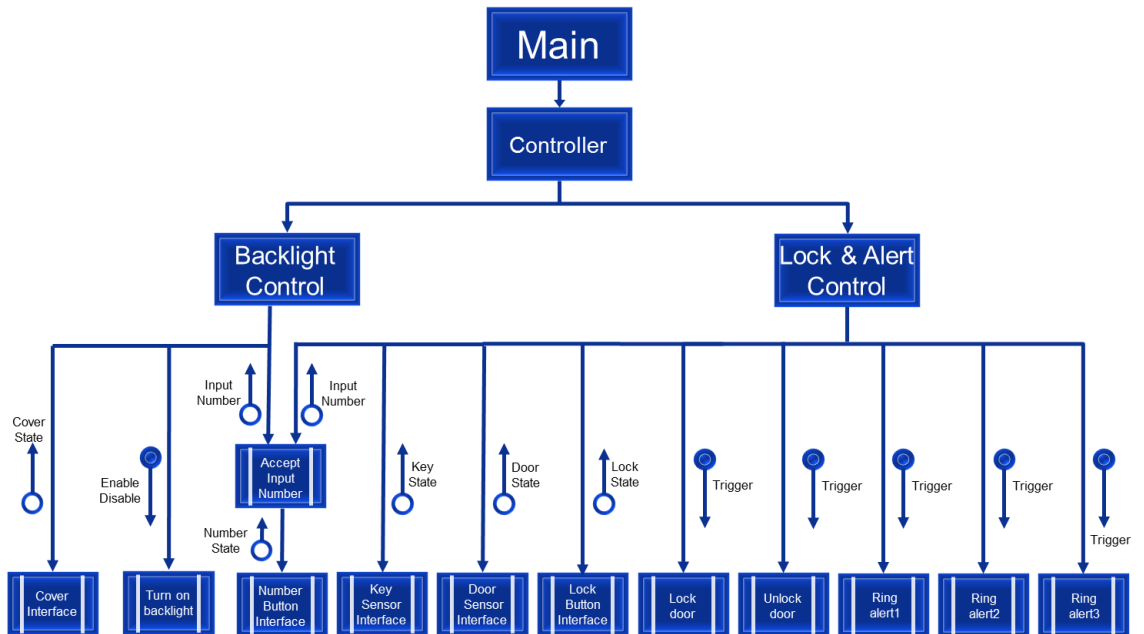 Main
Controller
Backlight
Control
Lock & Alert
Control
Input
Number
Input
Number
Cover
State
Enable
Disable
Accept
Input
Number
Key
State
Door
State
Lock
State
Trigger
Trigger
Trigger
Trigger
Trigger
Number
State
Cover
Interface
Turn on
backlight
Number
Button
Interface
Key
Sensor
Interface
Door
Sensor
Interface
Lock
Button
Interface
Lock
door
Unlock
door
Ring
alert1
Ring
alert2
Ring
alert3